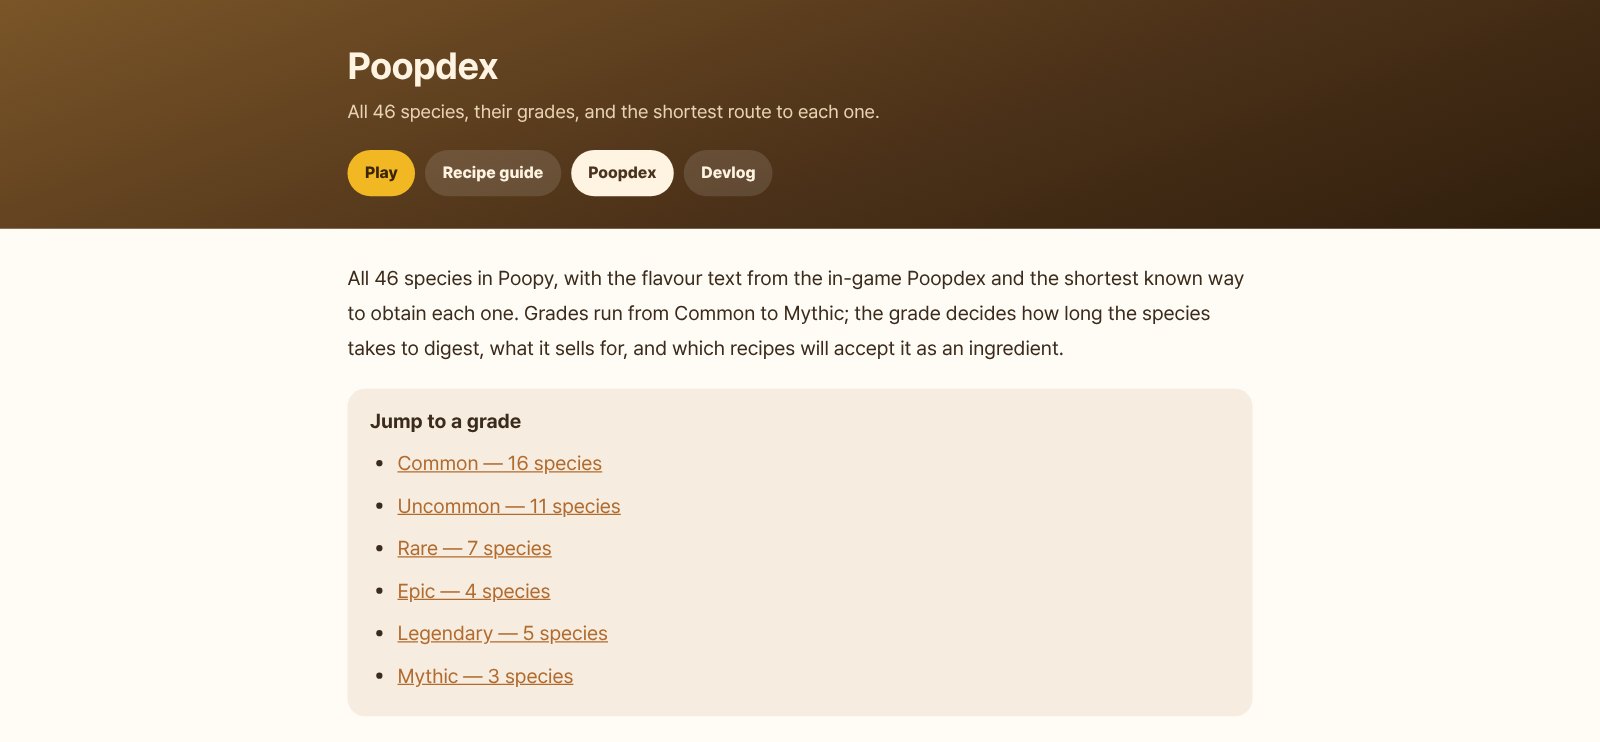 Poopdex
All 46 species, their grades, and the shortest route to each one.
Play
Recipe guide
Poopdex
Devlog
All 46 species in Poopy, with the flavour text from the in-game Poopdex and the shortest known way
to obtain each one. Grades run from Common to Mythic; the grade decides how long the species
takes to digest, what it sells for, and which recipes will accept it as an ingredient.
Jump to a grade
Common — 16 species
Uncommon — 11 species
Rare — 7 species
Epic — 4 species
Legendary — 5 species
Mythic — 3 species